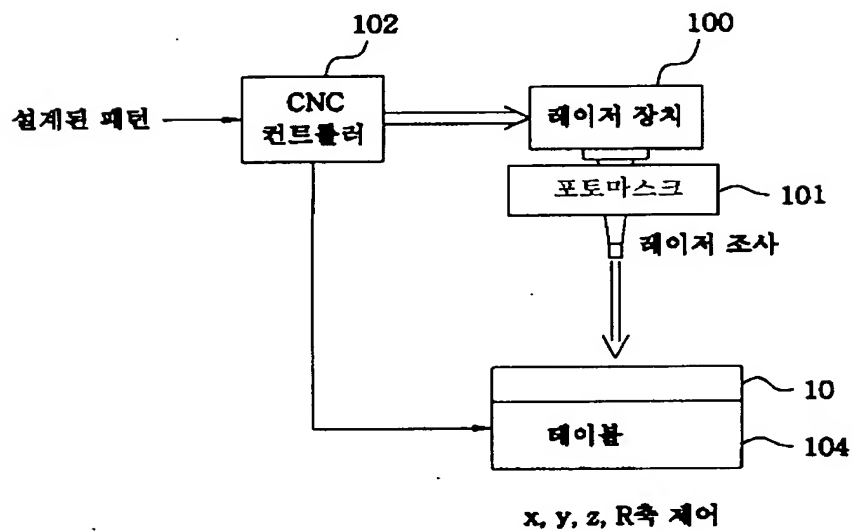 102
100
설계된 패턴
CNC
컨트롤러
레이저 장치
포토마스크
101
레이저 조사
10
테이블
104
x, y, z, R축 제어